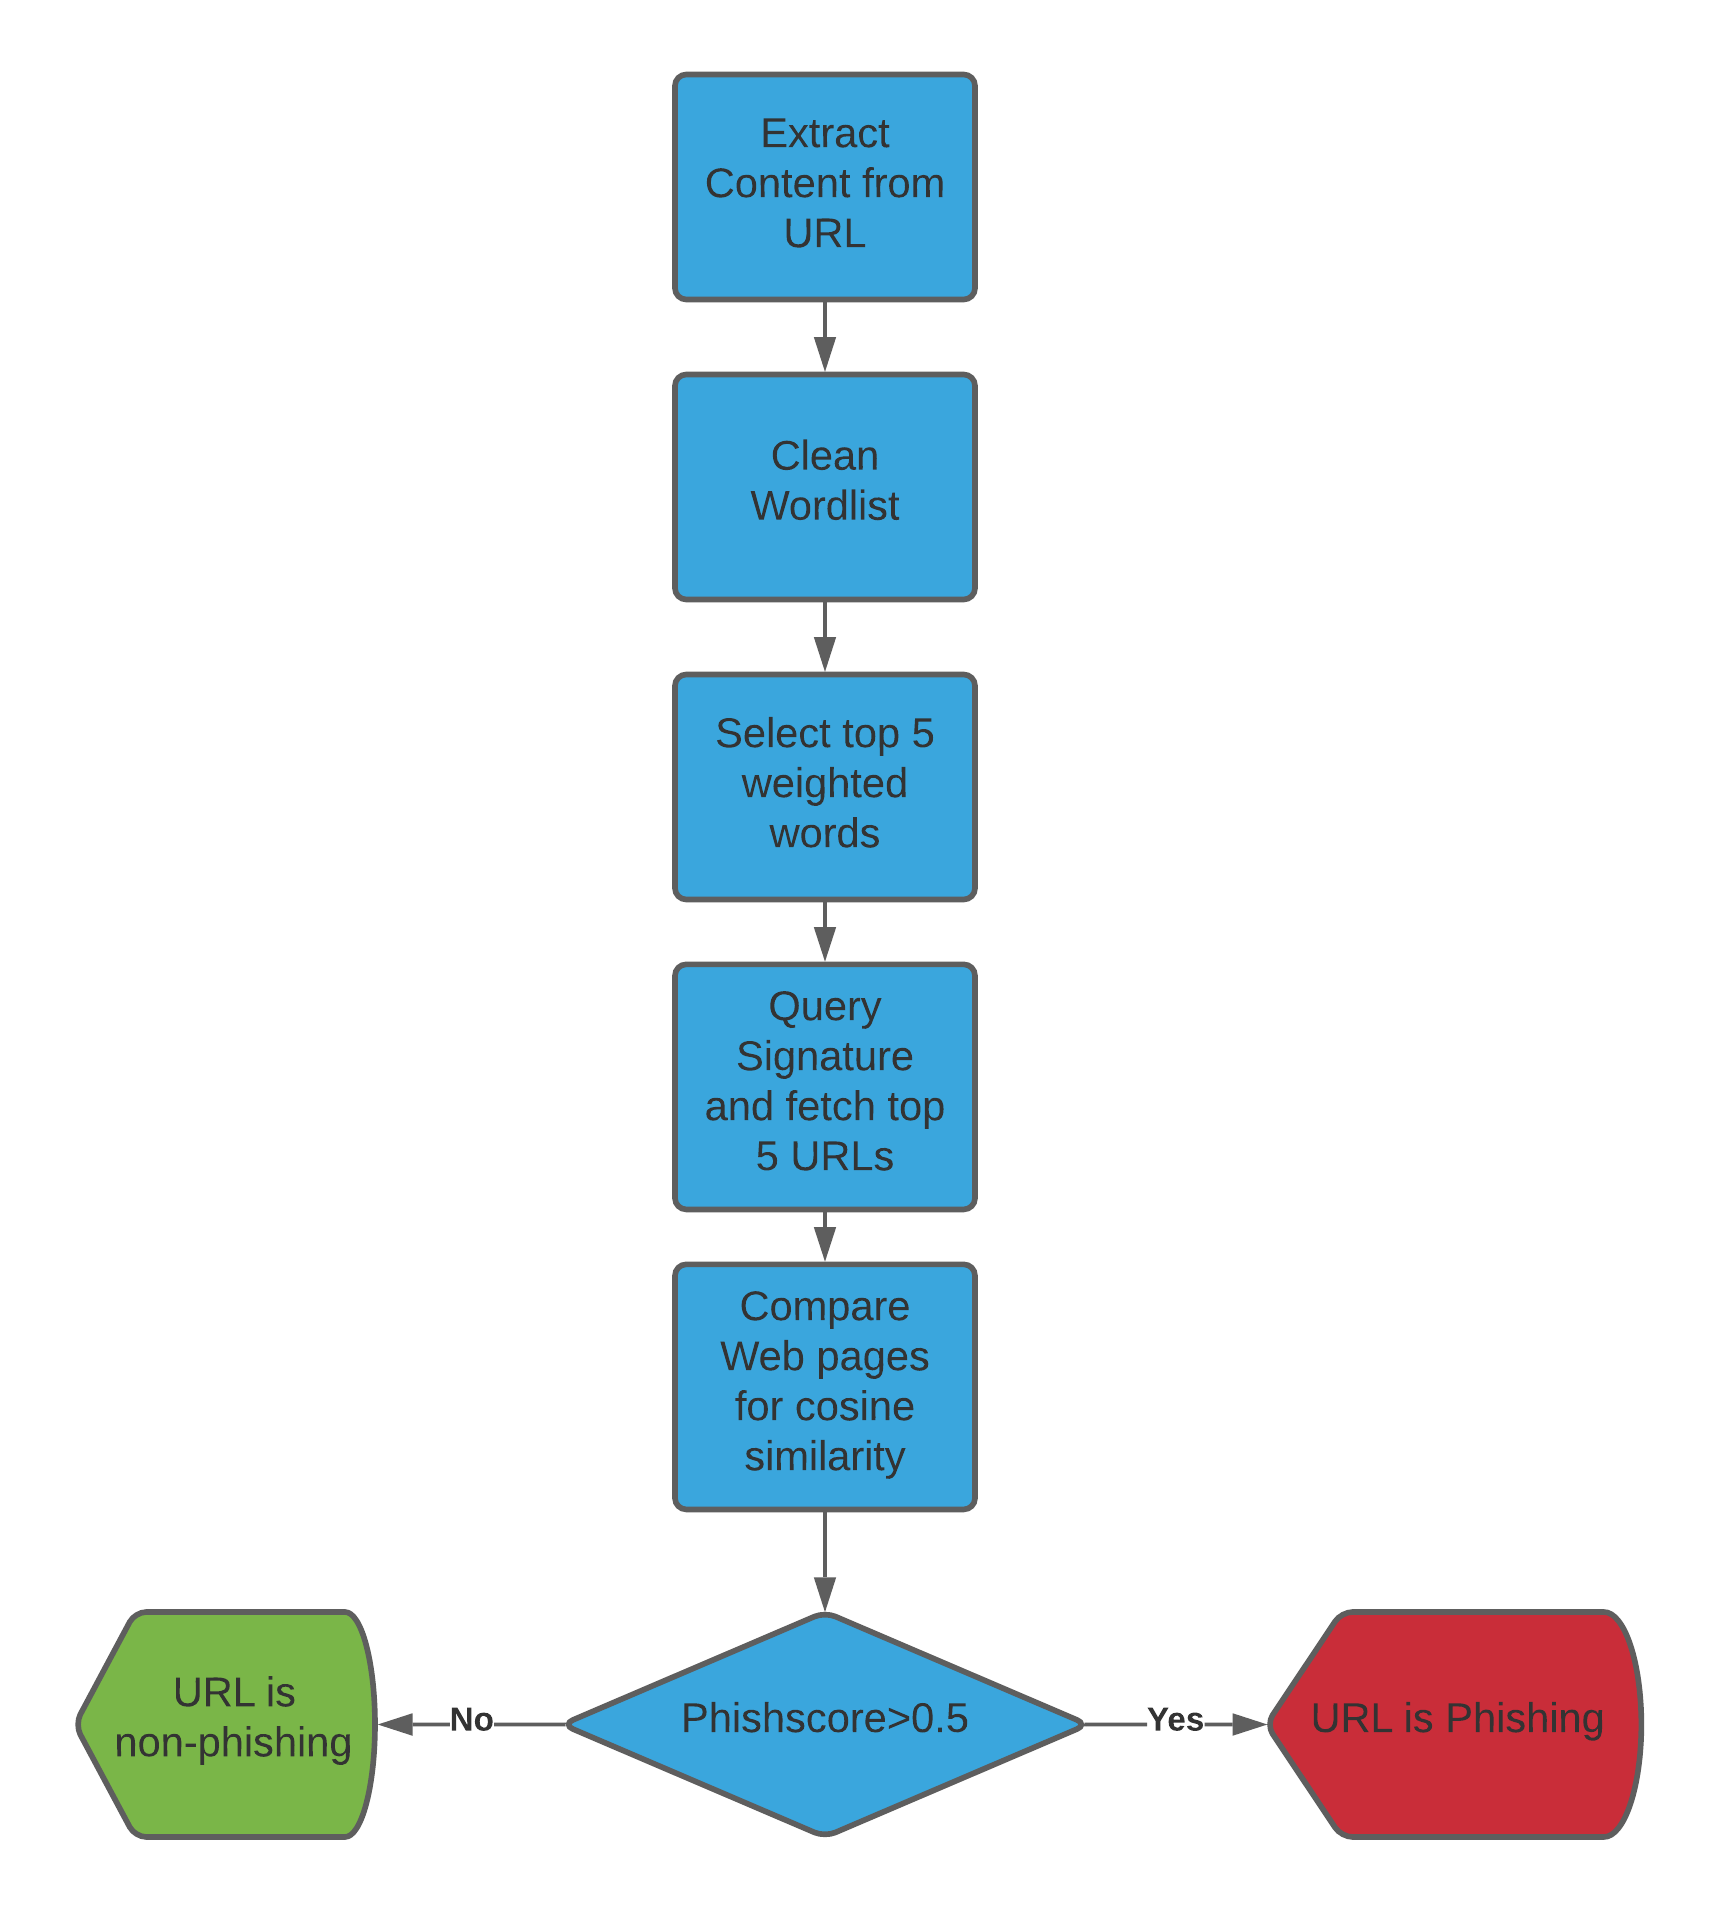 Extract
Content from
URL
Clean
Wordlist
Select top 5
weighted
words
Query
Signature
and fetch top
5 URLs
Compare
Web pages
for cosine
similarity
URL is
non-phishing
No
Phishscore>0.5
Yes
URL is Phishing